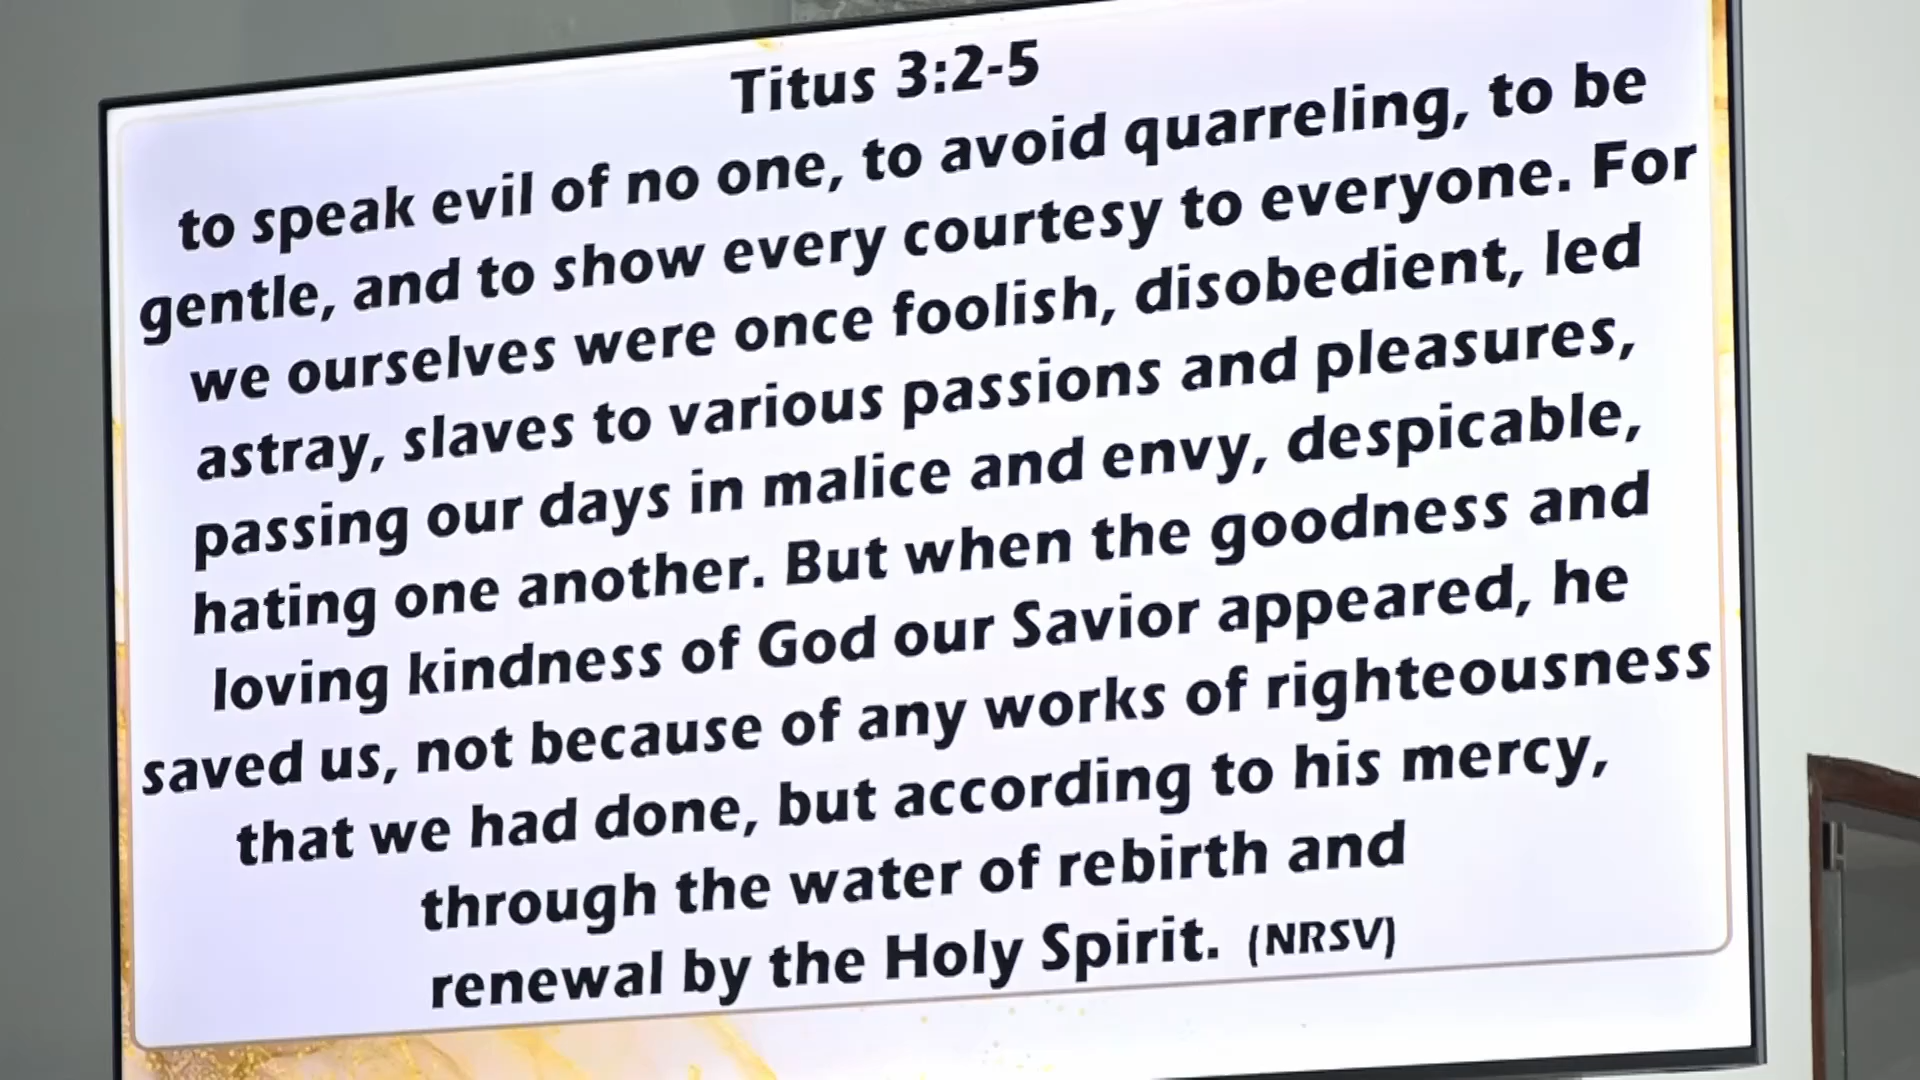 Titus 3:2-5
to speak evil of no one, to avoid quarreling, to be
gentle, and to show every courtesy to everyone. For
we ourselves were once foolish, disobedient, led
astray, slaves to various passions and pleasures,
passing our days in malice and envy, despicable,
hating one another. But when the goodness and
loving kindness of God our Savior appeared, he
saved us, not because of any works of righteousness
that we had done, but according to his mercy,
through the water of rebirth and
renewal by the Holy Spirit. (NRSV)